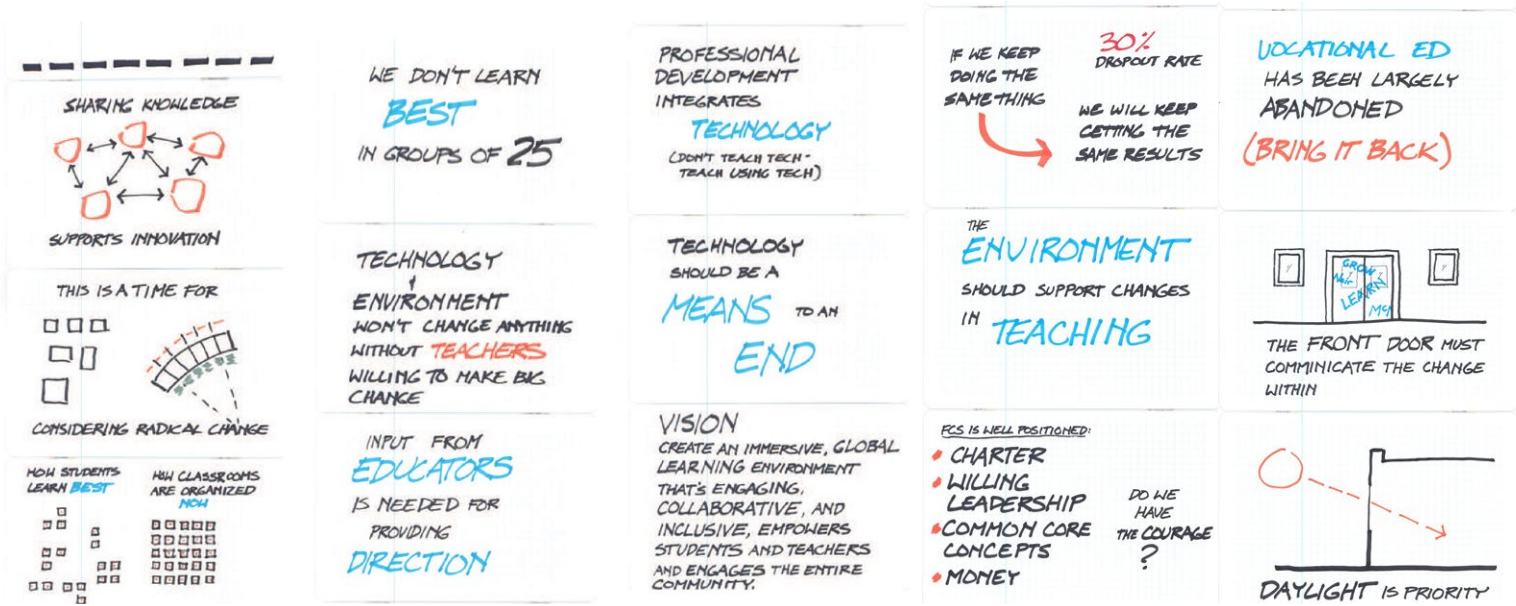 SHARING KNOWLEDGE
SUPPORTS INNOVATION
THIS IS A TIME FOR
CONSIDERING RADICAL CHANGE
HOW STUDENTS
LEARN BEST
HOW CLASSROOMS
ARE ORGANIZED
NOW
WE DON'T LEARN
BEST
IN GROUPS OF 25
TECHNOLOGY
&
ENVIRONMENT
WON'T CHANGE ANYTHING
WITHOUT TEACHERS
WILLING TO MAKE BIG
CHANGE
INPUT FROM
EDUCATORS
IS NEEDED FOR
PROVIDING
DIRECTION
PROFESSIONAL
DEVELOPMENT
INTEGRATES
TECHNOLOGY
(DON'T TEACH TECH -
TEACH USING TECH)
TECHNOLOGY
SHOULD BE A
MEANS TO AN
END
VISION
CREATE AN IMMERSIVE, GLOBAL
LEARNING ENVIRONMENT
THAT'S ENGAGING,
COLLABORATIVE, AND
INCLUSIVE, EMPOWERS
STUDENTS AND TEACHERS
AND ENGAGES THE ENTIRE
COMMUNITY.
IF WE KEEP
DOING THE
SAME THING
30%
DROPOUT RATE
WE WILL KEEP
GETTING THE
SAME RESULTS
THE
ENVIRONMENT
SHOULD SUPPORT CHANGES
IN TEACHING
FCS IS WELL POSITIONED:
CHARTER
WILLING
LEADERSHIP
COMMON CORE
CONCEPTS
MONEY
DO WE
HAVE
THE COURAGE
?
VOCATIONAL ED
HAS BEEN LARGELY
ABANDONED
(BRING IT BACK)
GROW
LEARN
THE FRONT DOOR MUST
COMMINICATE THE CHANGE
WITHIN
DAYLIGHT IS PRIORITY